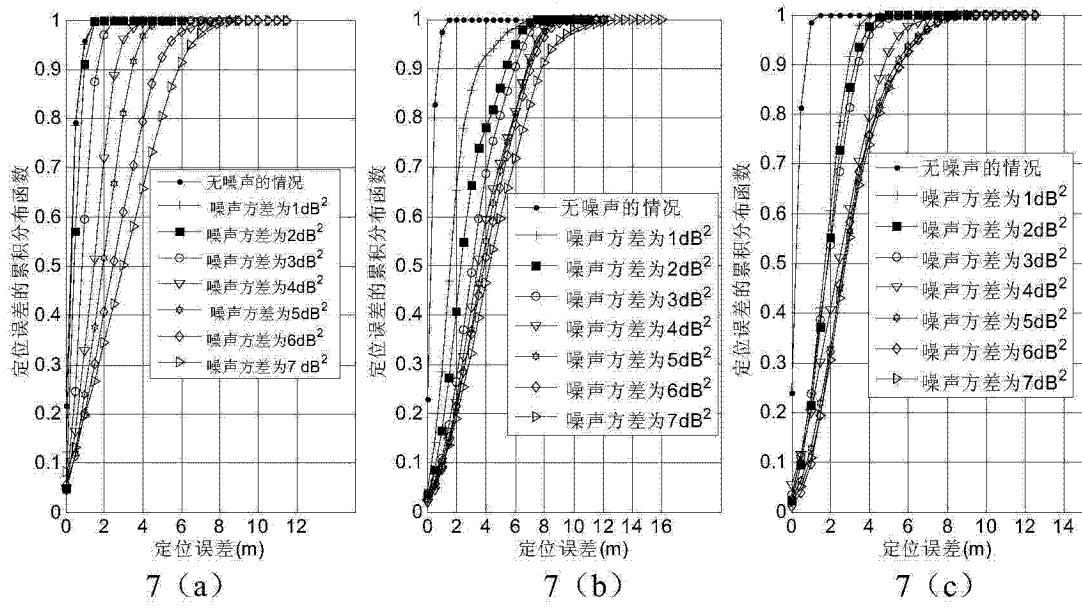 定位误差的累积分布函数
1
0.9
0.8
0.7
0.6
0.5
0.4
0.3
0.2
0.1
0
0 2 4 6 8 10 12 14
定位误差(m)
无噪声的情况
噪声方差为1dB²
噪声方差为2dB²
噪声方差为3dB²
噪声方差为4dB²
噪声方差为5dB²
噪声方差为6dB²
噪声方差为7 dB²
7（a）
定位误差的累积分布函数
1
0.9
0.8
0.7
0.6
0.5
0.4
0.3
0.2
0.1
0
0 2 4 6 8 10 12 14 16
定位误差(m)
无噪声的情况
噪声方差为1dB²
噪声方差为2dB²
噪声方差为3dB²
噪声方差为4dB²
噪声方差为5dB²
噪声方差为6dB²
噪声方差为7dB²
7（b）
定位误差的累积分布函数
1
0.9
0.8
0.7
0.6
0.5
0.4
0.3
0.2
0.1
0
0 2 4 6 8 10 12 14
定位误差(m)
无噪声的情况
噪声方差为1dB²
噪声方差为2dB²
噪声方差为3dB²
噪声方差为4dB²
噪声方差为5dB²
噪声方差为6dB²
噪声方差为7dB²
7（c）